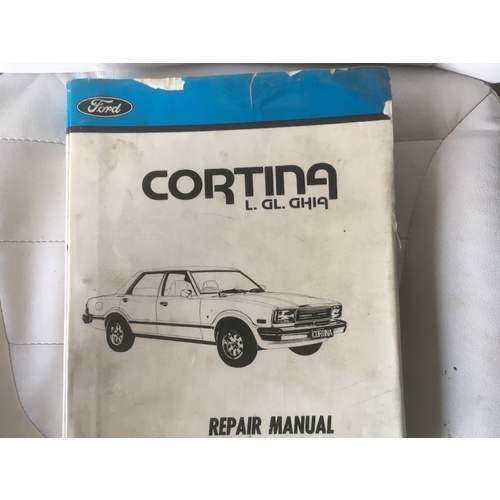 Ford
CORTINA
L. GL. GHIA
CORTINA
REPAIR MANUAL